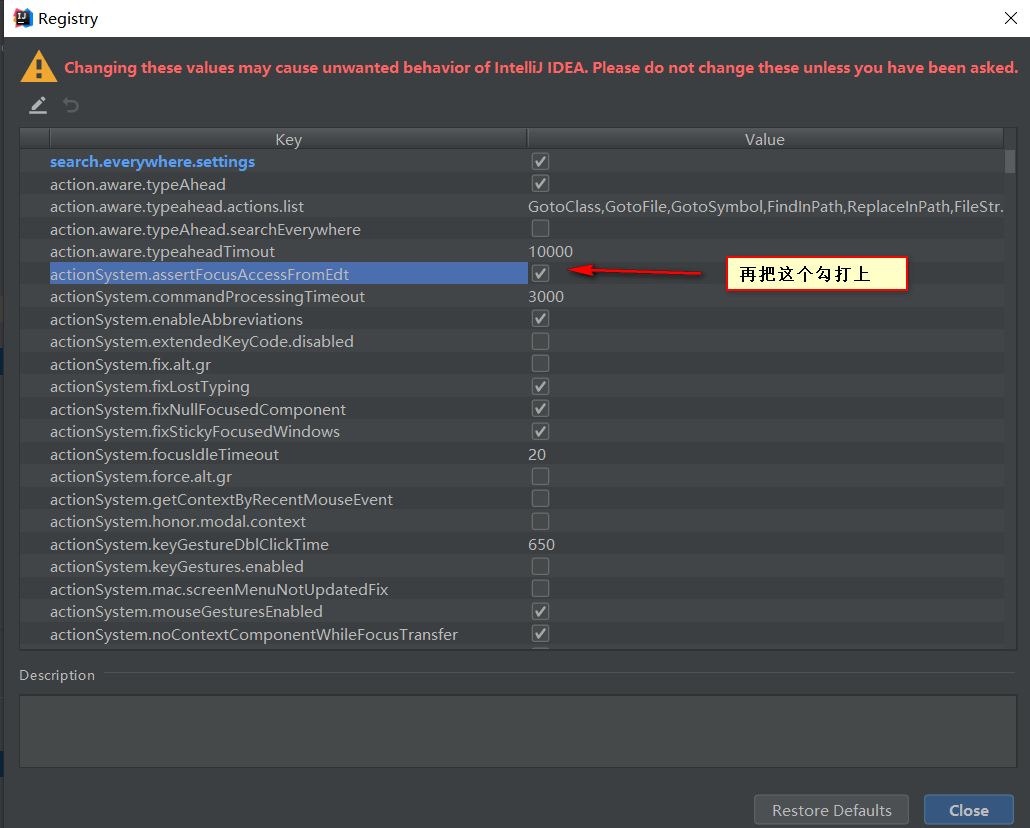 Registry
Changing these values may cause unwanted behavior of IntelliJ IDEA. Please do not change these unless you have been asked.
Key Value
search.everywhere.settings
action.aware.typeAhead
action.aware.typeahead.actions.list GotoClass,GotoFile,GotoSymbol,FindInPath,ReplaceInPath,FileStr.
action.aware.typeAhead.searchEverywhere
action.aware.typeaheadTimout 10000
actionSystem.assertFocusAccessFromEdt 再把这个勾打上
actionSystem.commandProcessingTimeout 3000
actionSystem.enableAbbreviations
actionSystem.extendedKeyCode.disabled
actionSystem.fix.alt.gr
actionSystem.fixLostTyping
actionSystem.fixNullFocusedComponent
actionSystem.fixStickyFocusedWindows
actionSystem.focusIdleTimeout 20
actionSystem.force.alt.gr
actionSystem.getContextByRecentMouseEvent
actionSystem.honor.modal.context
actionSystem.keyGestureDblClickTime 650
actionSystem.keyGestures.enabled
actionSystem.mac.screenMenuNotUpdatedFix
actionSystem.mouseGesturesEnabled
actionSystem.noContextComponentWhileFocusTransfer
Description
Restore Defaults Close